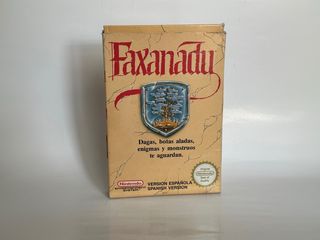 Faxanadu
Dagas, botas aladas,
enigmas y monstruos
te aguardan.
Nintendo
VERSION ESPAÑOLA
SPANISH VERSION